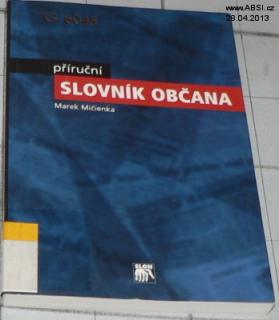 www.ABSI.cz
29.04.2013
příruční
SLOVNÍK OBČANA
Marek Mičienka
SLON